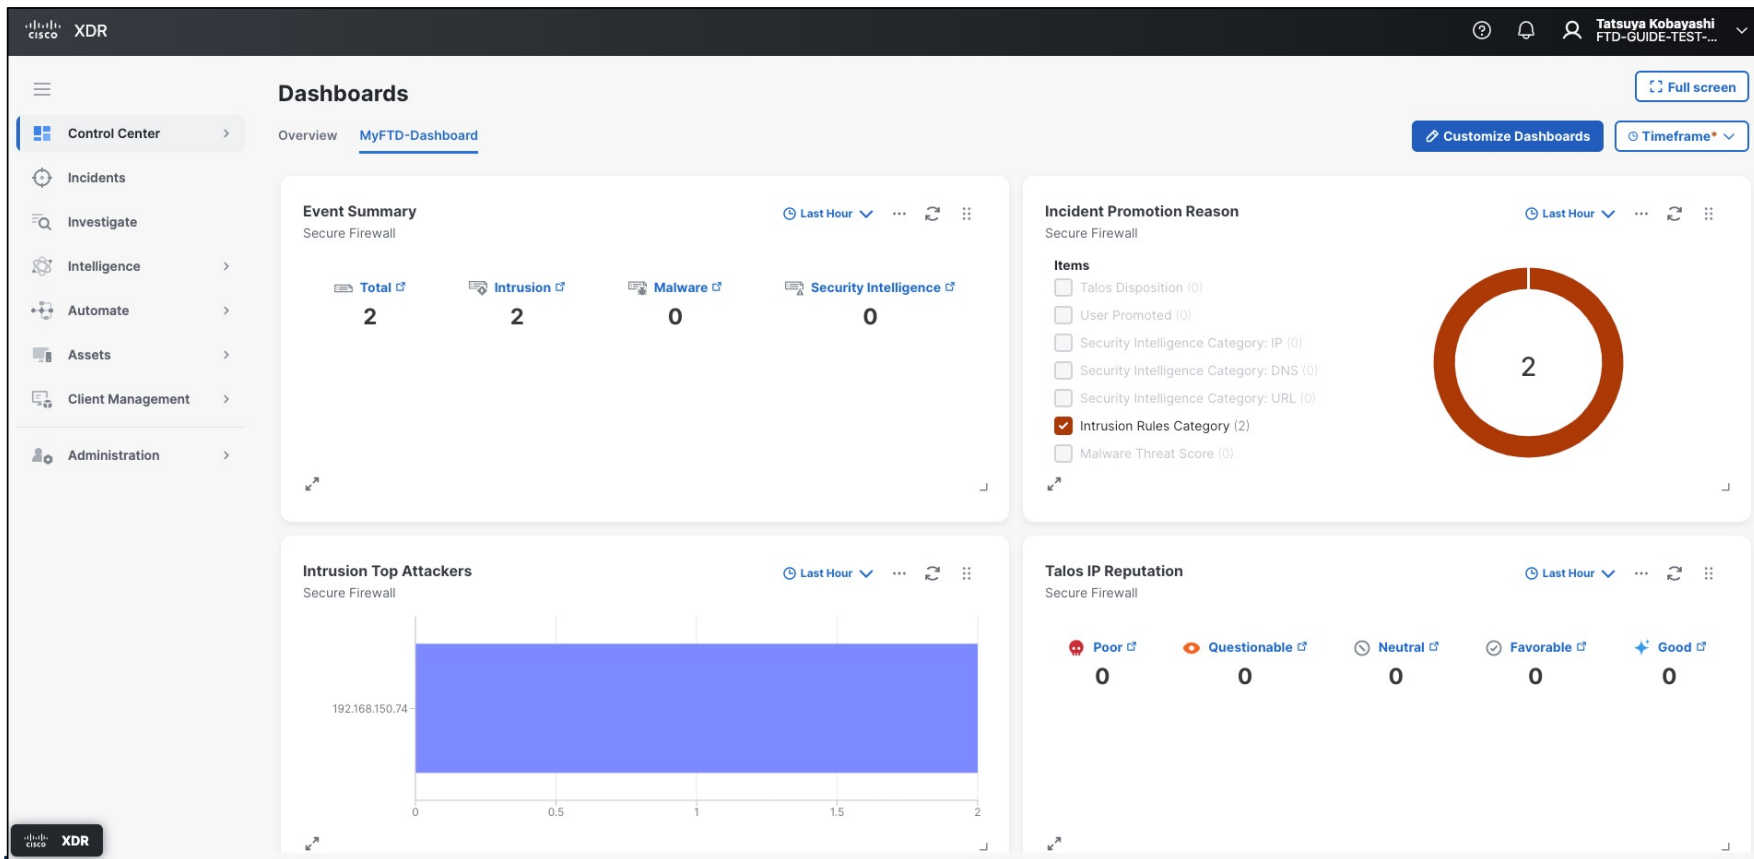 CISCO XDR
Tatsuya Kobayashi
FTD-GUIDE-TEST-...
Dashboards
Full screen
Control Center
Incidents
Investigate
Intelligence
Automate
Assets
Client Management
Administration
Overview MyFTD-Dashboard
Customize Dashboards Timeframe*
Event Summary Last Hour
Secure Firewall
Total Intrusion Malware Security Intelligence
2 2 0 0
Incident Promotion Reason Last Hour
Secure Firewall
Items
Talos Disposition (0)
User Promoted (0)
Security Intelligence Category: IP (0)
Security Intelligence Category: DNS (0)
Security Intelligence Category: URL (0)
Intrusion Rules Category (2)
Malware Threat Score (0)
2
Intrusion Top Attackers Last Hour
Secure Firewall
192.168.150.74
0 0.5 1 1.5 2
Talos IP Reputation Last Hour
Secure Firewall
Poor Questionable Neutral Favorable Good
0 0 0 0 0
CISCO XDR